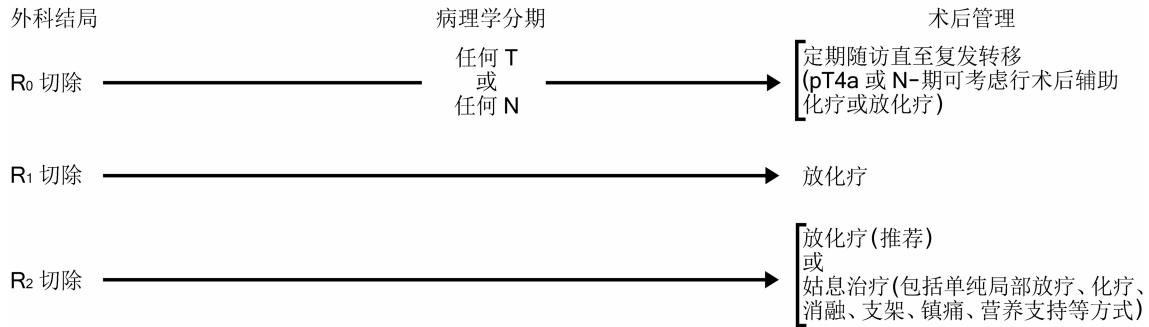 外科结局
病理学分期
术后管理
R₀ 切除
任何 T
或
任何 N
定期随访直至复发转移
(pT4a 或 N-期可考虑行术后辅助
化疗或放化疗)
R₁ 切除
放化疗
R₂ 切除
放化疗(推荐)
或
姑息治疗(包括单纯局部放疗、化疗、
消融、支架、镇痛、营养支持等方式)